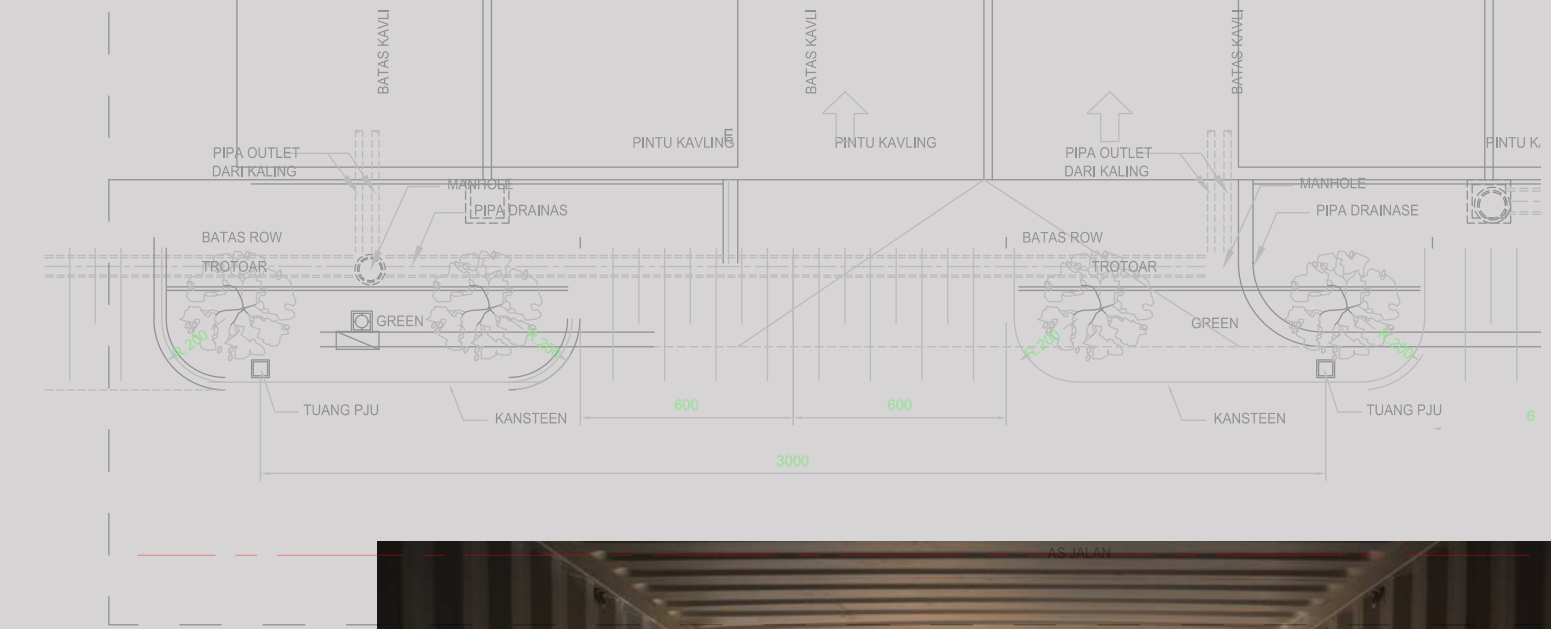 BATAS KAVLI
BATAS KAVLI
BATAS KAVLI
PINTU KAVLING
E
PINTU KAVLING
PINTU KA
PIPA OUTLET
DARI KALING
PIPA OUTLET
DARI KALING
MANHOLE
MANHOLE
PIPA DRAINAS
PIPA DRAINASE
BATAS ROW
BATAS ROW
TROTOAR
TROTOAR
GREEN
GREEN
R.200
R.200
R.200
R.200
TUANG PJU
KANSTEEN
600
600
KANSTEEN
TUANG PJU
6
3000
AS JALAN